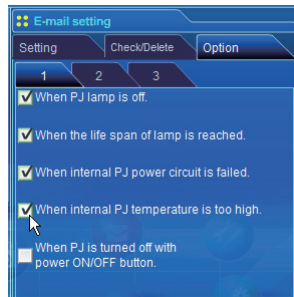 E-mail setting
Setting Check/Delete Option
1 2 3
When PJ lamp is off.
When the life span of lamp is reached.
When internal PJ power circuit is failed.
When internal PJ temperature is too high.
When PJ is turned off with
power ON/OFF button.